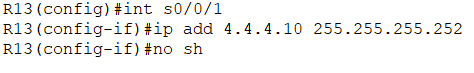 R13(config)#int s0/0/1
R13(config-if)#ip add 4.4.4.10 255.255.255.252
R13(config-if)#no sh